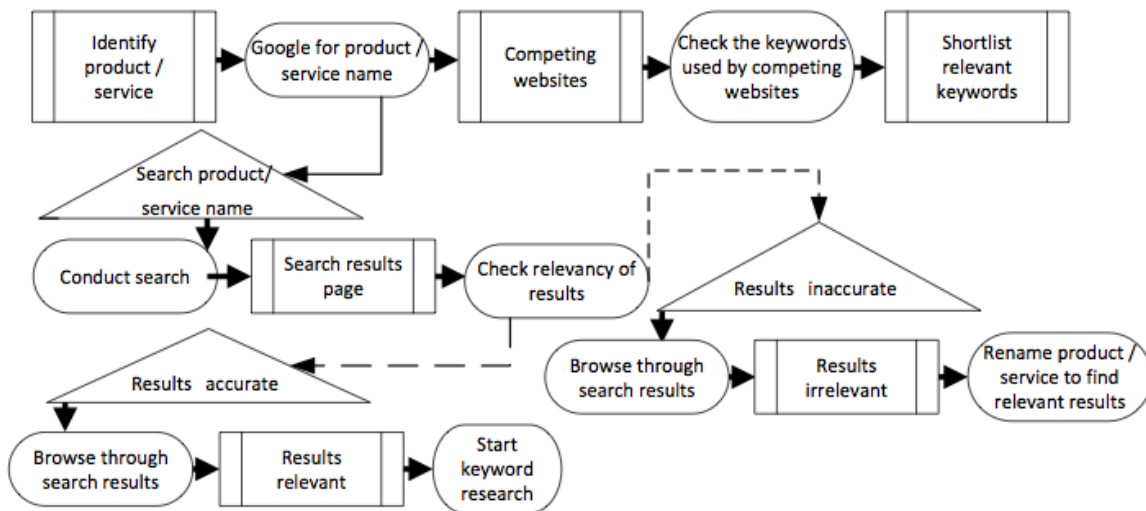 Identify
product /
service
Google for product /
service name
Competing
websites
Check the keywords
used by competing
websites
Shortlist
relevant
keywords
Search product/
service name
Conduct search
Search results
page
Check relevancy of
results
Results inaccurate
Results accurate
Browse through
search results
Results
irrelevant
Rename product /
service to find
relevant results
Browse through
search results
Results
relevant
Start
keyword
research